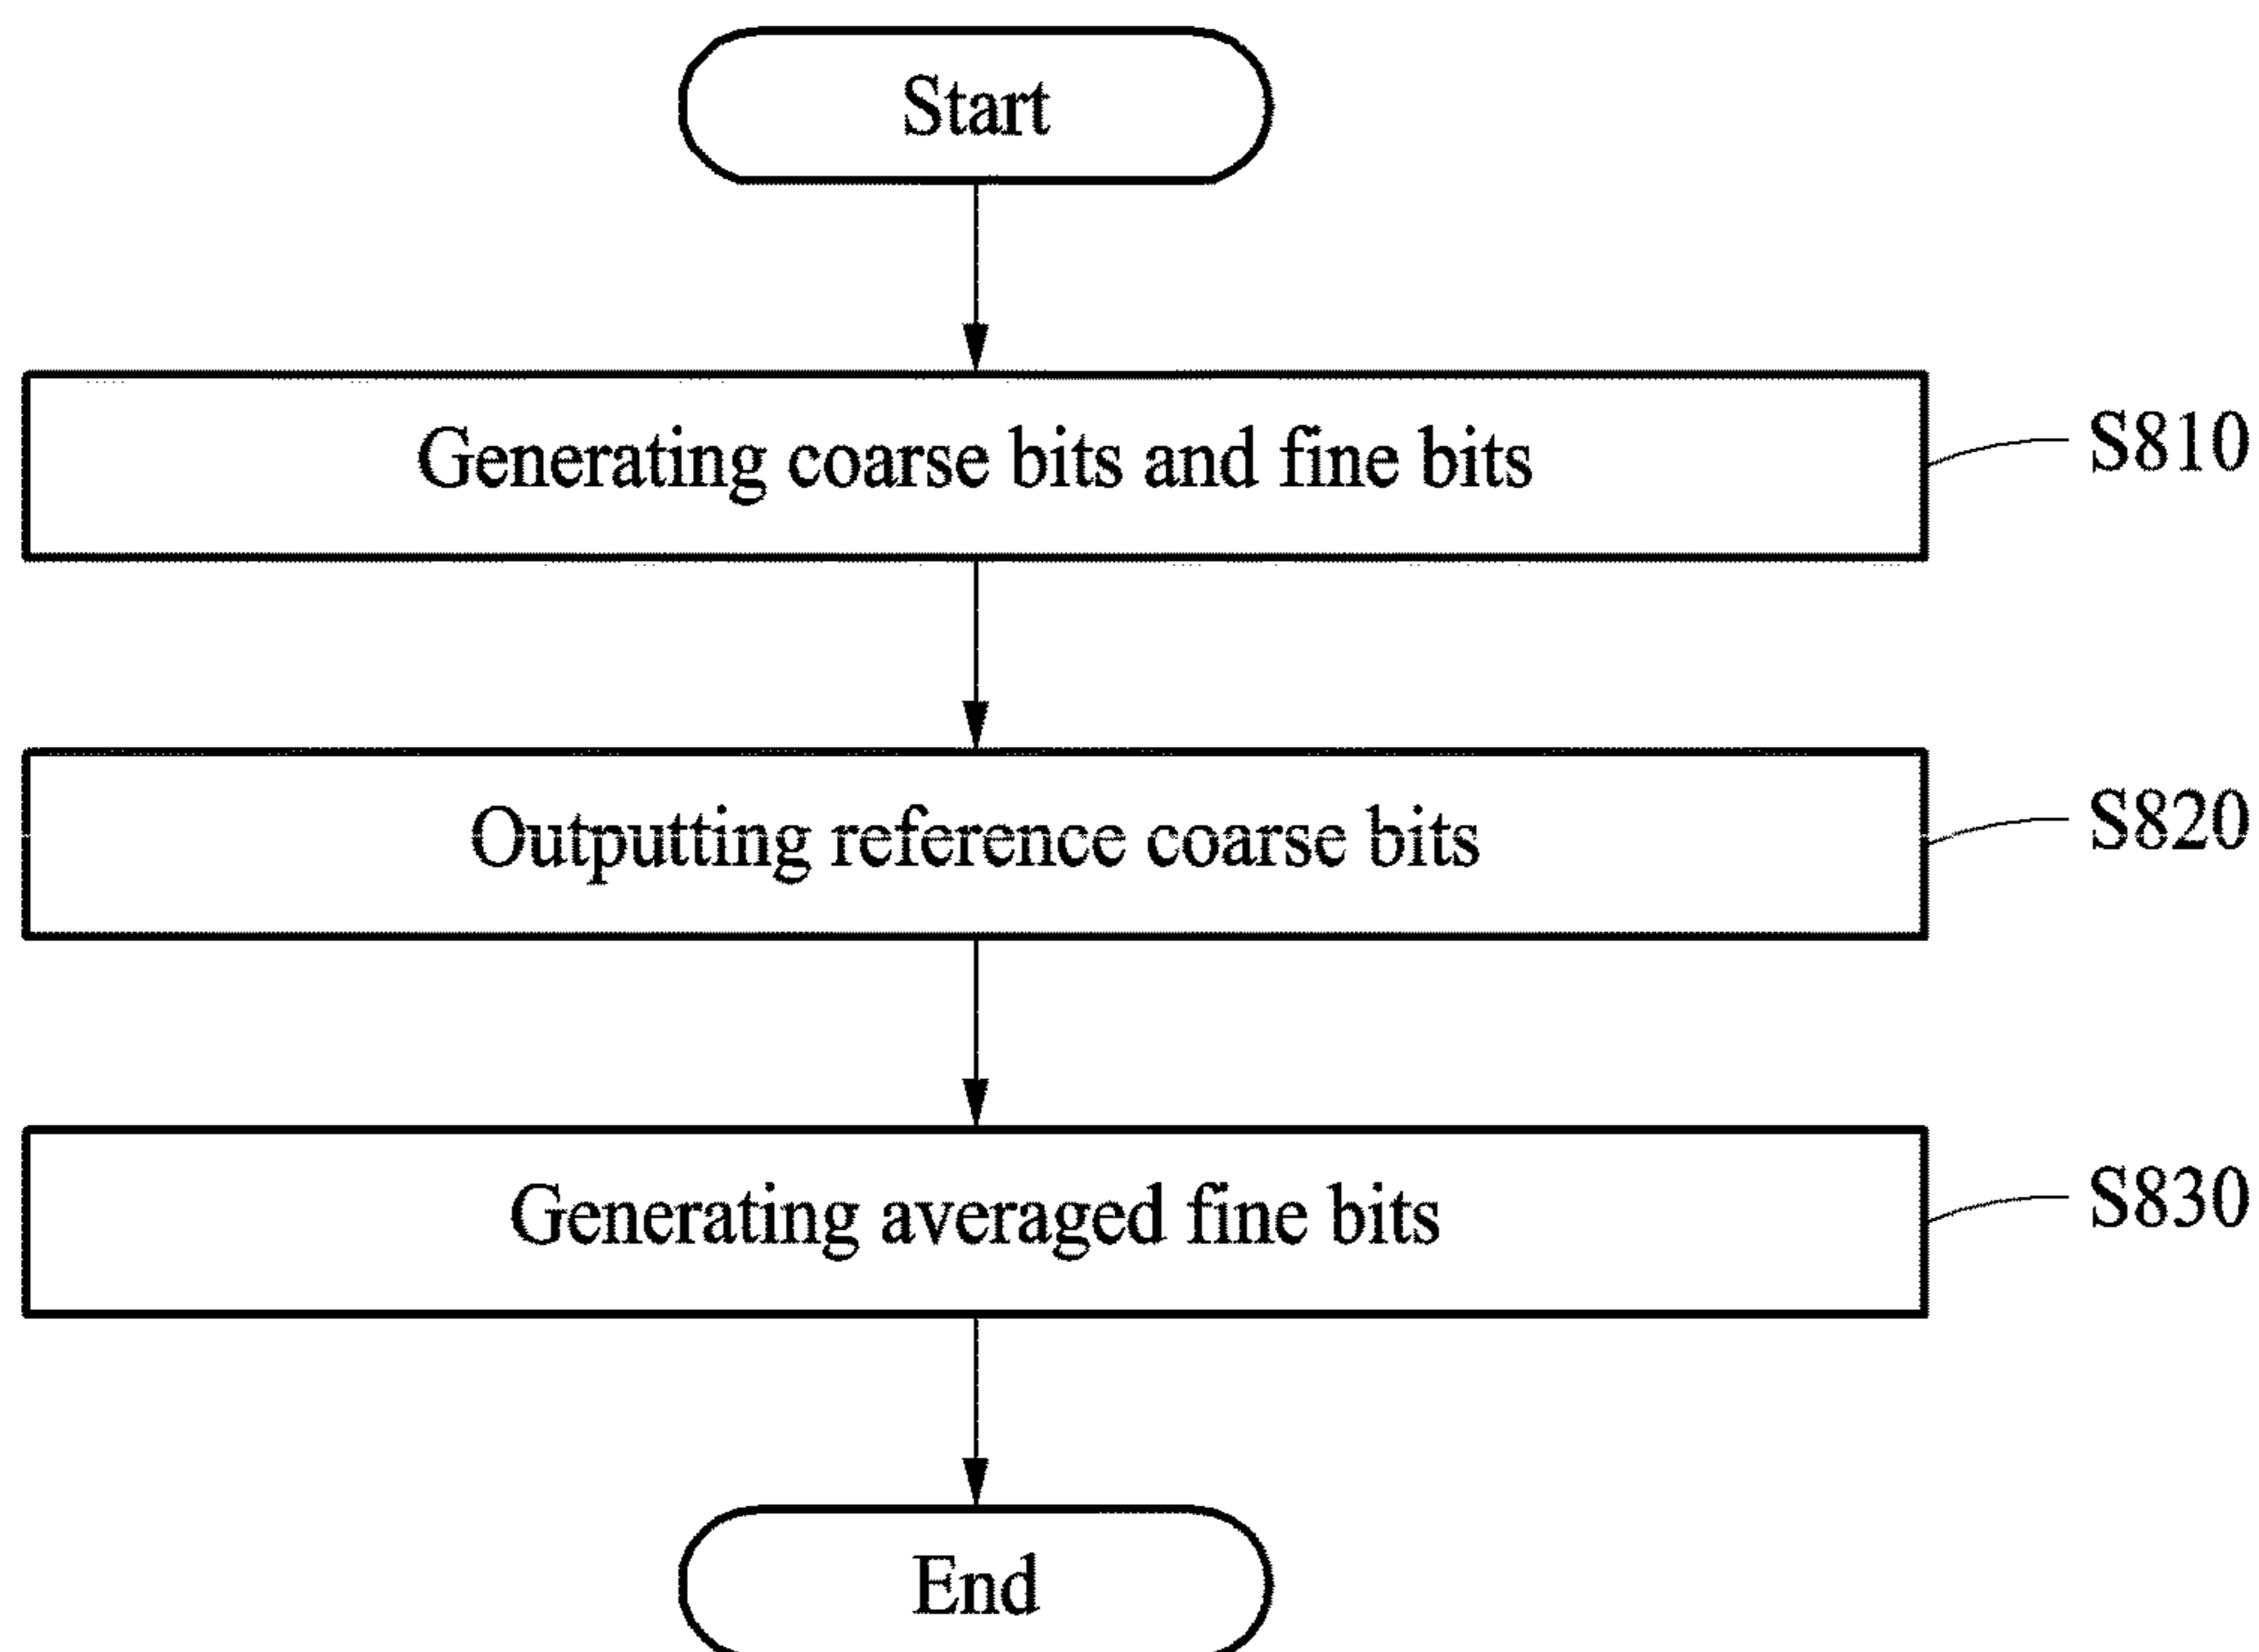 Start
Generating coarse bits and fine bits
S810
Outputting reference coarse bits
S820
Generating averaged fine bits
S830
End